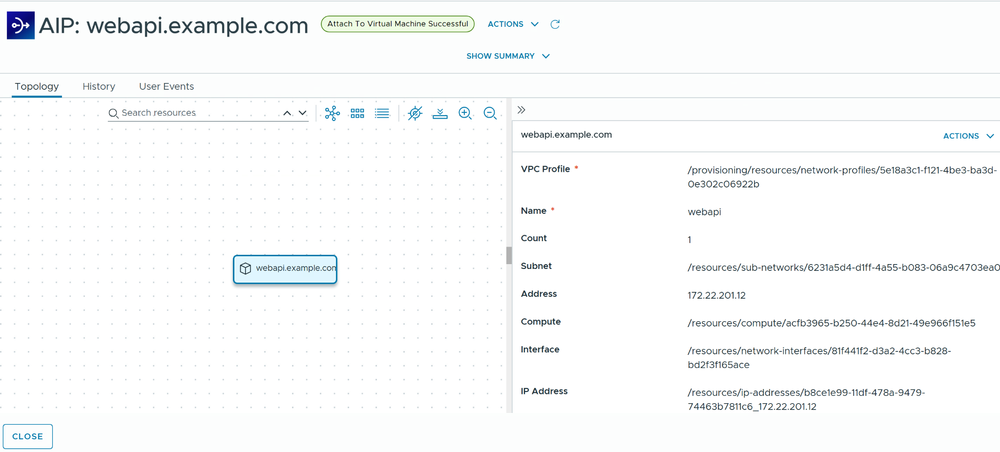 AIP: webapi.example.com
Attach To Virtual Machine Successful
ACTIONS
SHOW SUMMARY
Topology
History
User Events
Search resources
webapi.example.com
webapi.example.com
ACTIONS
VPC Profile *
/provisioning/resources/network-profiles/5e18a3c1-f121-4be3-ba3d-
0e302c06922b
Name *
webapi
Count
1
Subnet
/resources/sub-networks/6231a5d4-d1ff-4a55-b083-06a9c4703ea0
Address
172.22.201.12
Compute
/resources/compute/acfb3965-b250-44e4-8d21-49e966f151e5
Interface
/resources/network-interfaces/81f441f2-d3a2-4cc3-b828-
bd2f3f165ace
IP Address
/resources/ip-addresses/b8ce1e99-11df-478a-9479-
74463b7811c6_172.22.201.12
CLOSE